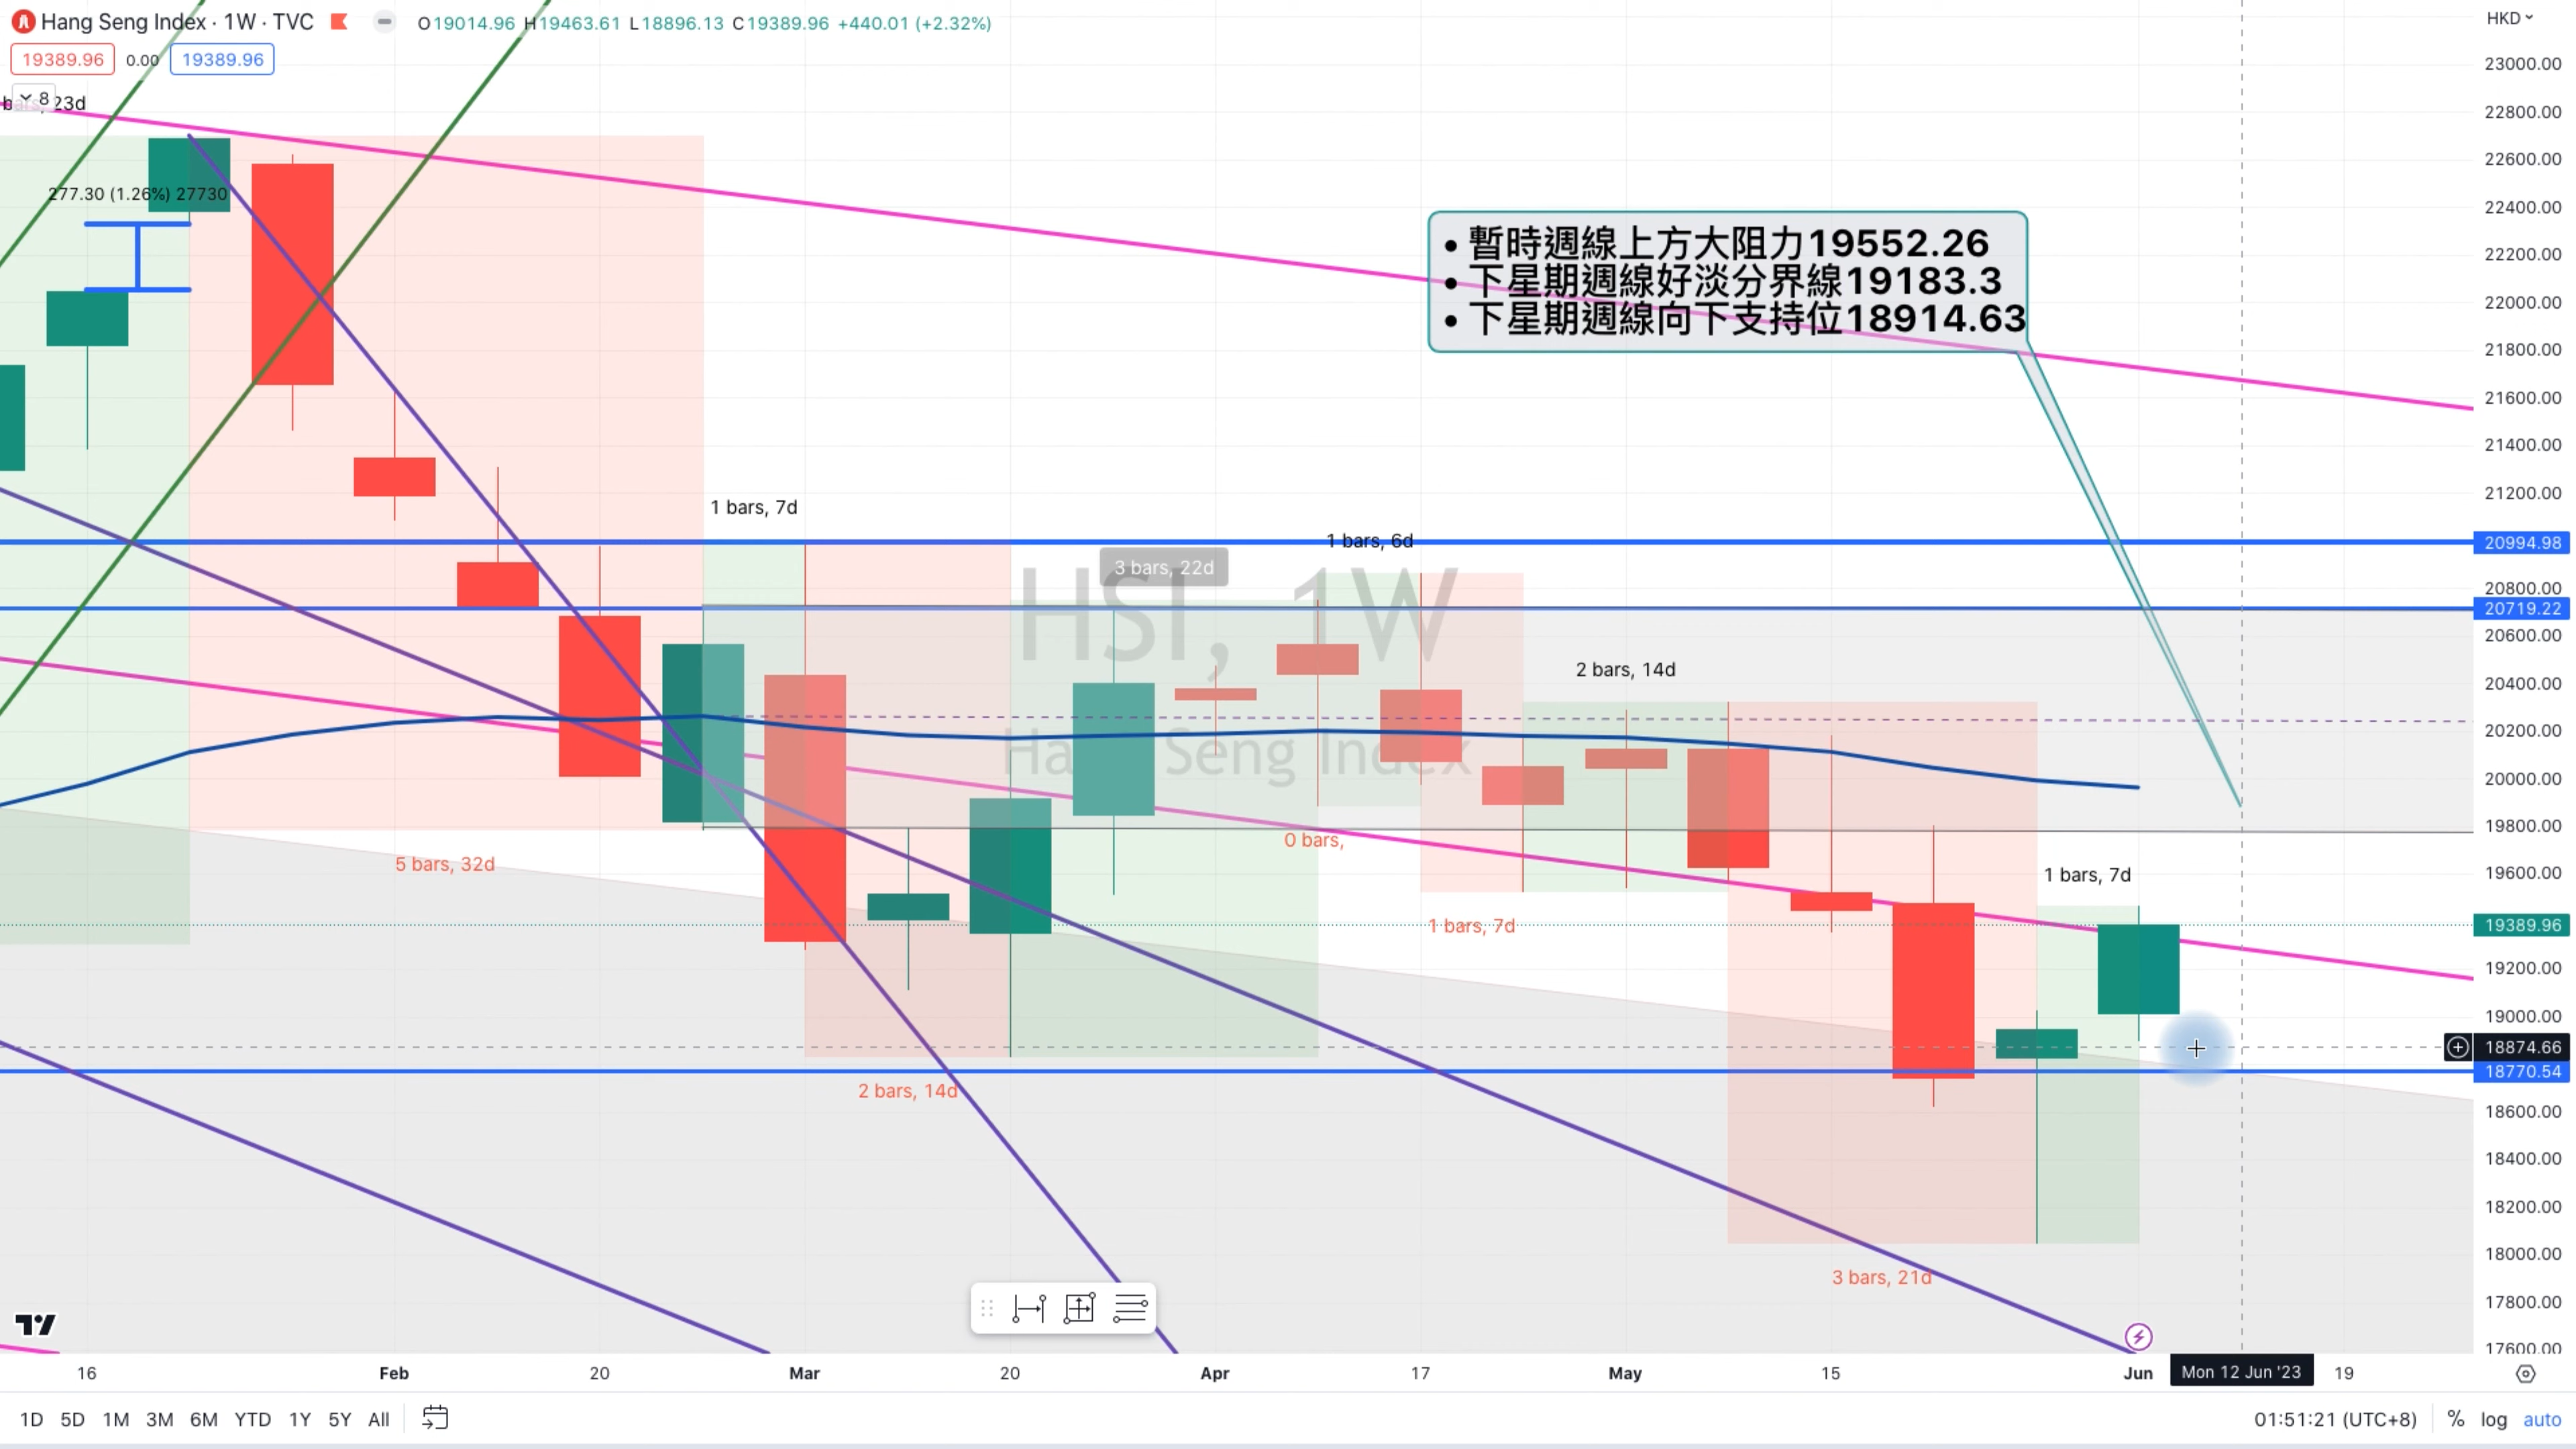 Hang Seng Index · 1W · TVC O19014.96 H19463.61 L18896.13 C19389.96 +440.01 (+2.32%)
HKD
19389.96 0.00 19389.96
8
23d
277.30 (1.26%) 27730
• 暫時週線上方大阻力19552.26
• 下星期週線好淡分界線19183.3
• 下星期週線向下支持位18914.63
1 bars, 7d
1 bars, 6d
3 bars, 22d
HSI, 1W
Hang Seng Index
2 bars, 14d
5 bars, 32d
0 bars,
1 bars, 7d
1 bars, 7d
2 bars, 14d
3 bars, 21d
23000.00
22800.00
22600.00
22400.00
22200.00
22000.00
21800.00
21600.00
21400.00
21200.00
20994.98
20800.00
20719.22
20600.00
20400.00
20200.00
20000.00
19800.00
19600.00
19389.96
19200.00
19000.00
18874.66
18770.54
18600.00
18400.00
18200.00
18000.00
17800.00
17600.00
16 Feb 20 Mar 20 Apr 17 May 15 Jun Mon 12 Jun '23 19
1D 5D 1M 3M 6M YTD 1Y 5Y All 01:51:21 (UTC+8) % log auto